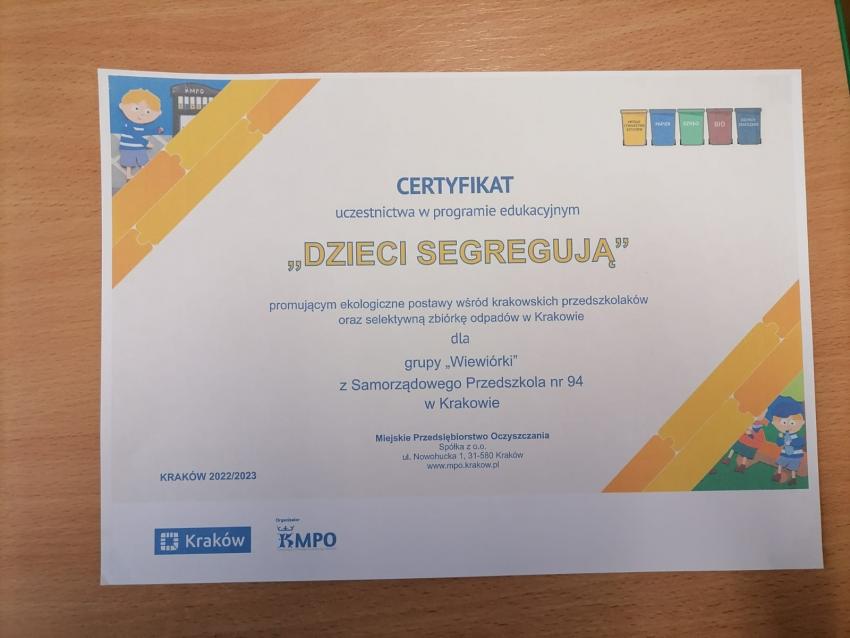 KMPO
PAPIER
SZKŁO
BIO
CERTYFIKAT
uczestnictwa w programie edukacyjnym
„DZIECI SEGREGUJĄ”
promującym ekologiczne postawy wśród krakowskich przedszkolaków
oraz selektywną zbiórkę odpadów w Krakowie
dla
grupy „Wiewiórki”
z Samorządowego Przedszkola nr 94
w Krakowie
Miejskie Przedsiębiorstwo Oczyszczania
Spółka z o.o.
ul. Nowohucka 1, 31-580 Kraków
www.mpo.krakow.pl
KRAKÓW 2022/2023
Kraków
Organizator
KMPO